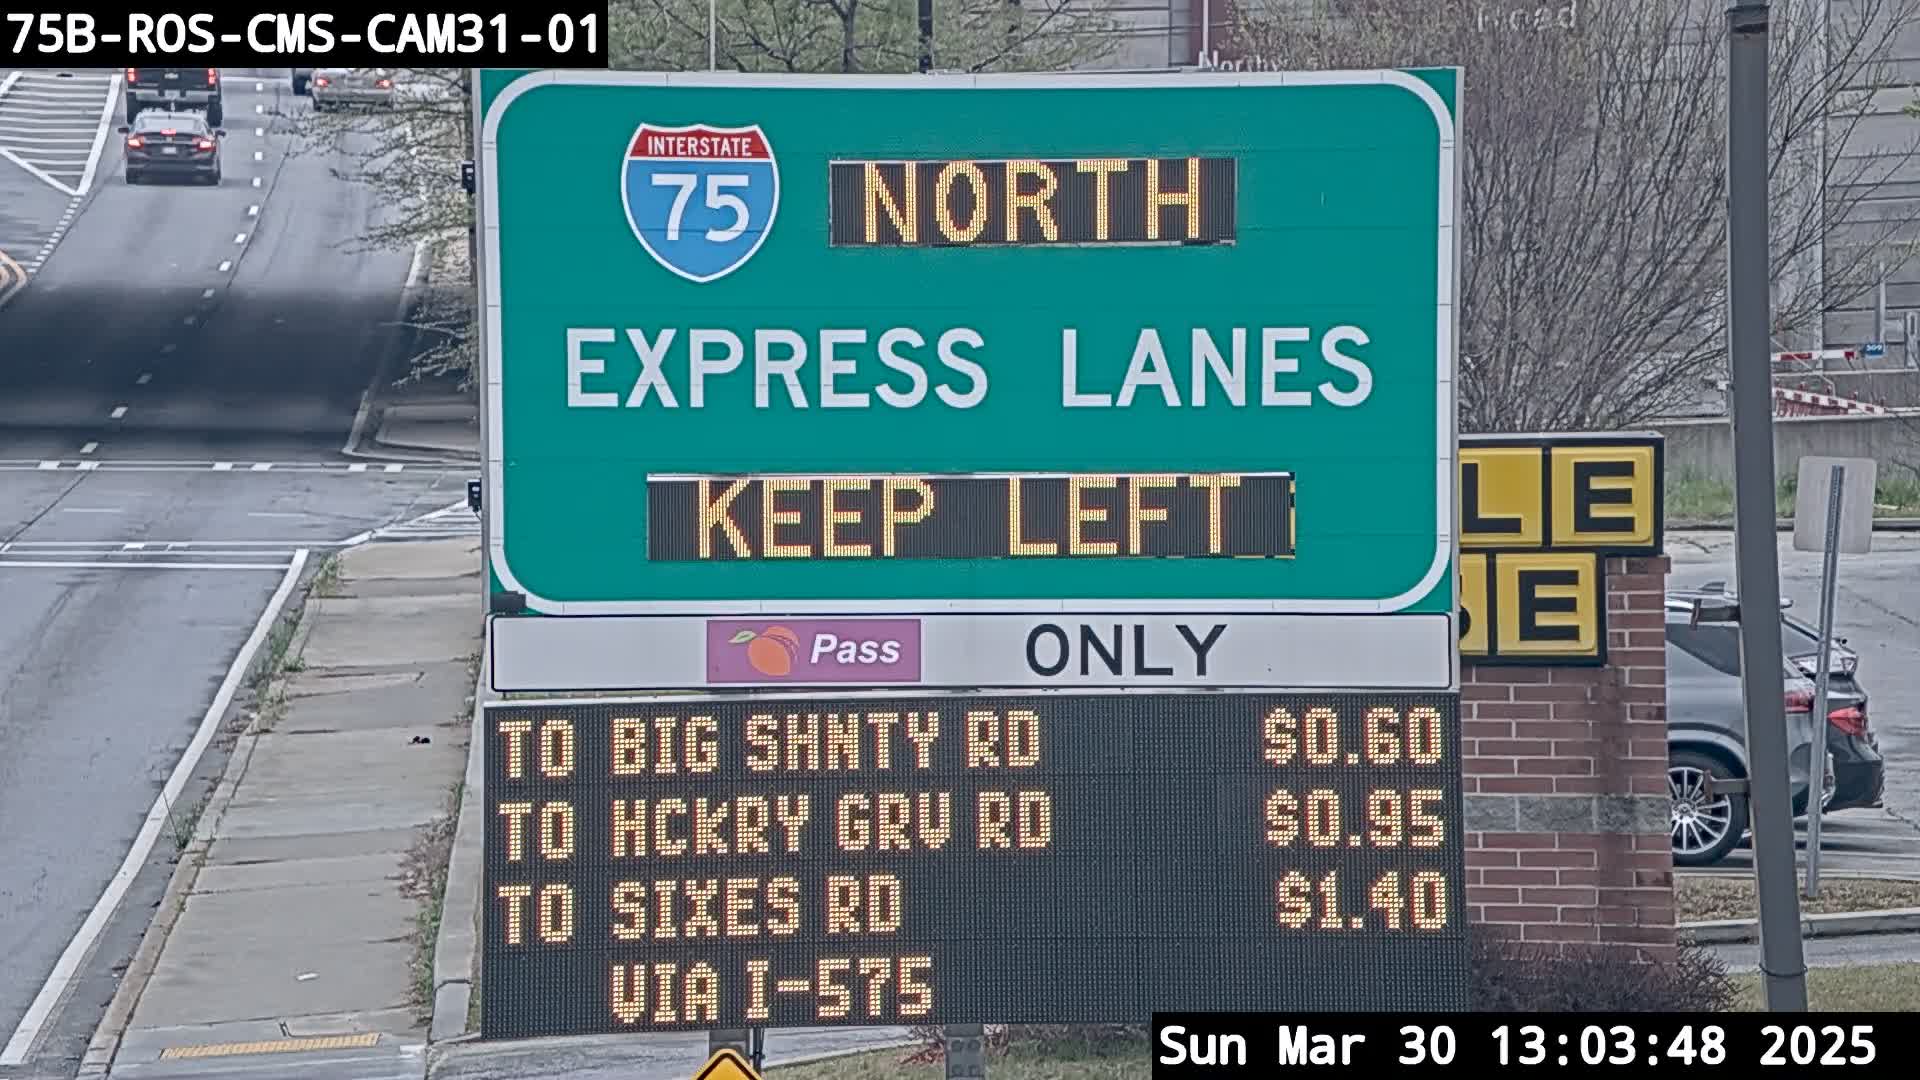 75B-ROS-CMS-CAM31-01
INTERSTATE
75
NORTH
EXPRESS LANES
KEEP LEFT
Pass ONLY
LE
E
TO BIG SHNTY RD $0.60
TO HCKRY GRV RD $0.95
TO SIXES RD $1.40
VIA I-575
Sun Mar 30 13:03:48 2025